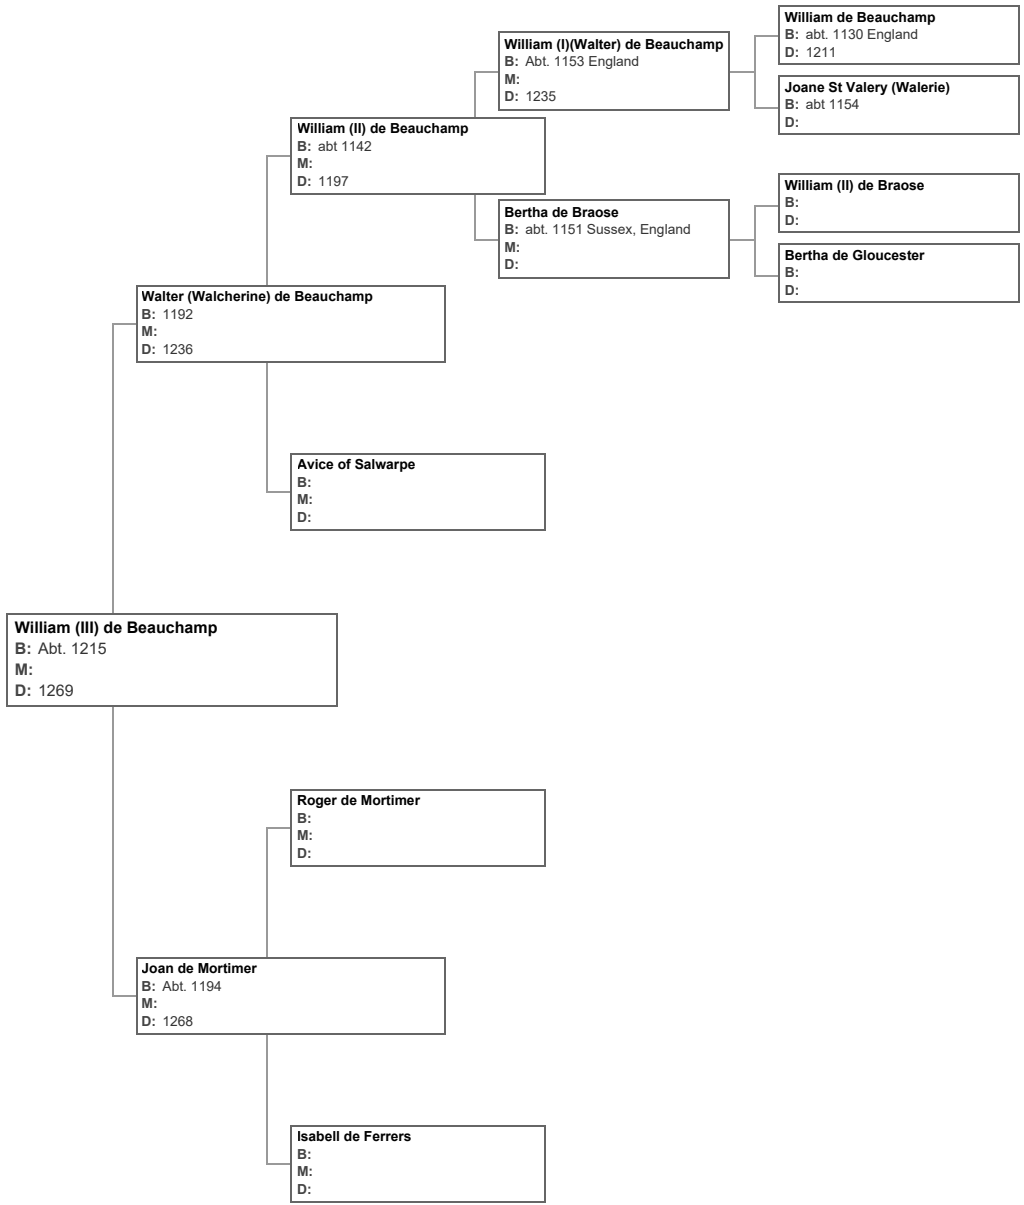 William de Beauchamp
B: abt. 1130 England
D: 1211
William (I)(Walter) de Beauchamp
B: Abt. 1153 England
M:
D: 1235
Joane St Valery (Walerie)
B: abt 1154
D:
William (II) de Beauchamp
B: abt 1142
M:
D: 1197
William (II) de Braose
B:
D:
Bertha de Braose
B: abt. 1151 Sussex, England
M:
D:
Bertha de Gloucester
B:
D:
Walter (Walcherine) de Beauchamp
B: 1192
M:
D: 1236
Avice of Salwarpe
B:
M:
D:
William (III) de Beauchamp
B: Abt. 1215
M:
D: 1269
Roger de Mortimer
B:
M:
D:
Joan de Mortimer
B: Abt. 1194
M:
D: 1268
Isabell de Ferrers
B:
M:
D: